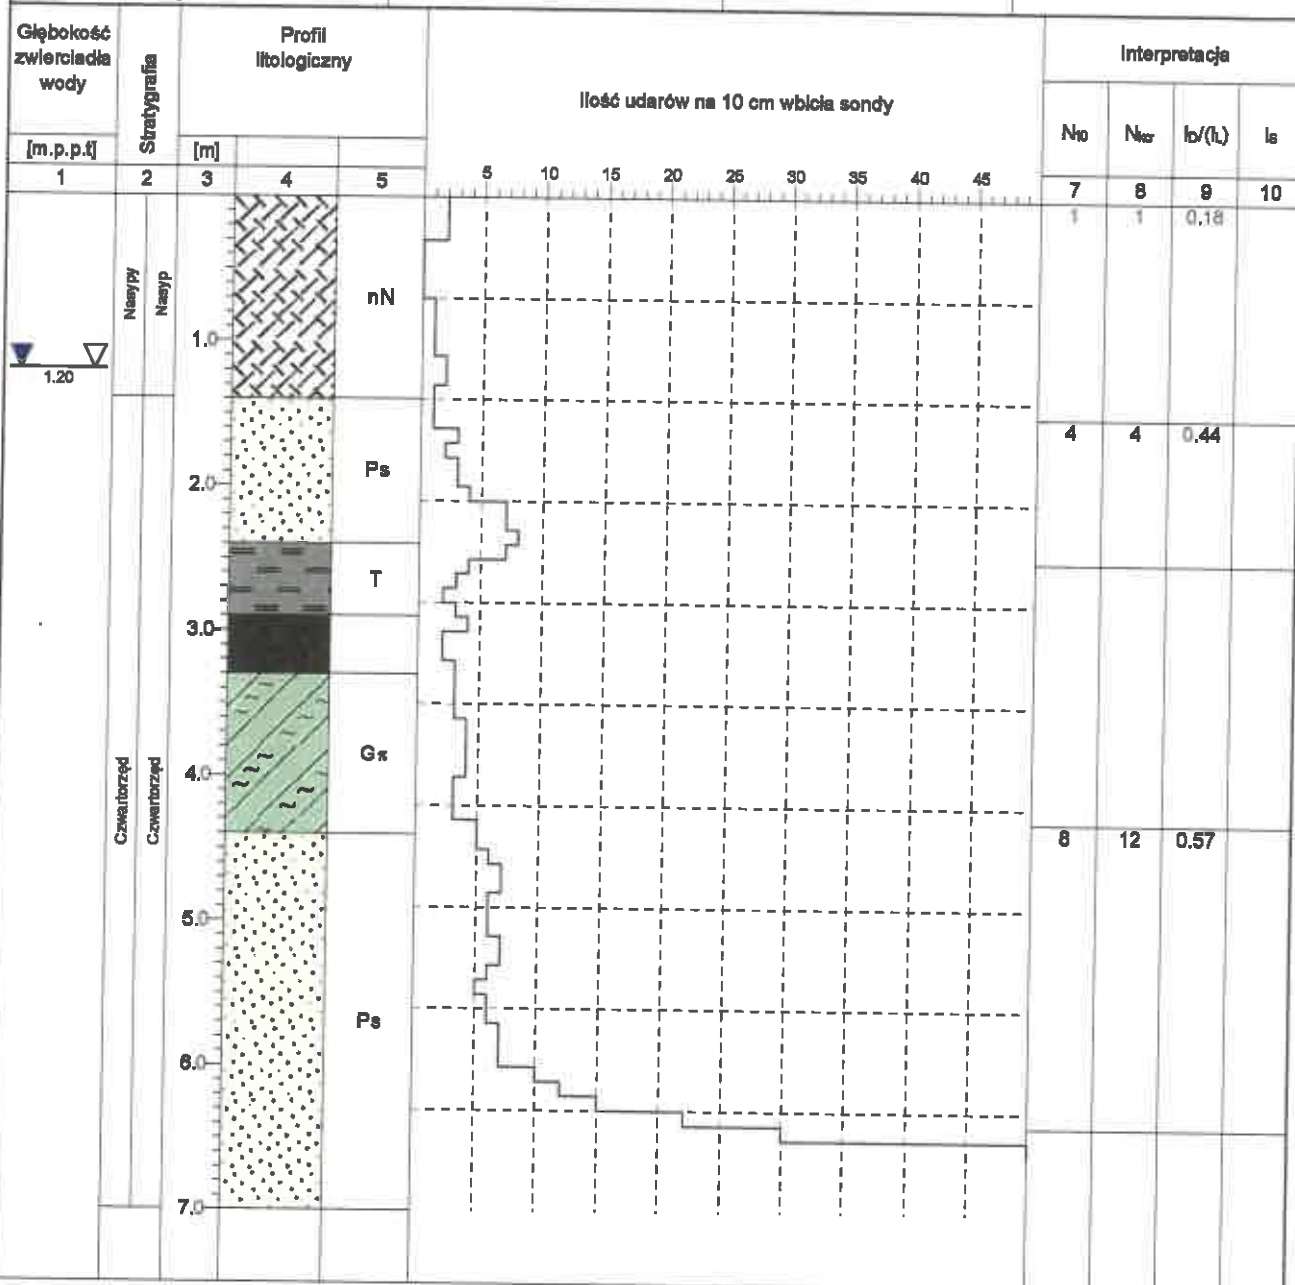 Głębokość
zwierciadła
wody
[m.p.p.t]
Stratygrafia
Profil
litologiczny
[m]
Ilość udarów na 10 cm wbicia sondy
Interpretacja
N10
Nkor
ID/(IL)
Is
1 2 3 4 5
5 10 15 20 25 30 35 40 45
7 8 9 10
1 1 0.18
Nasypy
Nasyp
nN
1.0
1.20
4 4 0.44
Ps
2.0
T
3.0
Gπ
4.0
Czwartorzęd
Czwartorzęd
8 12 0.57
5.0
Ps
6.0
7.0